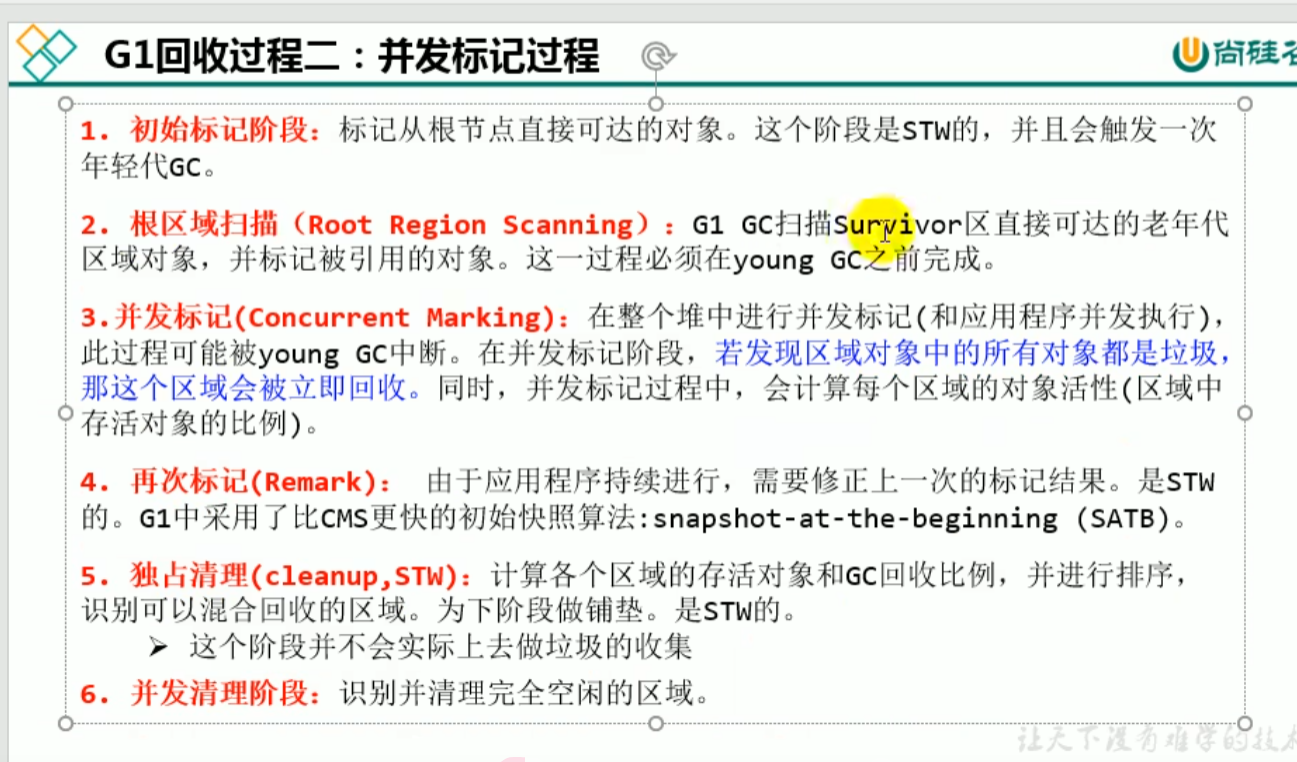 G1回收过程二：并发标记过程
尚硅谷
1. 初始标记阶段：标记从根节点直接可达的对象。这个阶段是STW的，并且会触发一次
年轻代GC。
2. 根区域扫描（Root Region Scanning）：G1 GC扫描Survivor区直接可达的老年代
区域对象，并标记被引用的对象。这一过程必须在young GC之前完成。
3.并发标记(Concurrent Marking)：在整个堆中进行并发标记(和应用程序并发执行)，
此过程可能被young GC中断。在并发标记阶段，若发现区域对象中的所有对象都是垃圾，
那这个区域会被立即回收。同时，并发标记过程中，会计算每个区域的对象活性(区域中
存活对象的比例)。
4. 再次标记(Remark)： 由于应用程序持续进行，需要修正上一次的标记结果。是STW
的。G1中采用了比CMS更快的初始快照算法:snapshot-at-the-beginning (SATB)。
5. 独占清理(cleanup,STW)：计算各个区域的存活对象和GC回收比例，并进行排序，
识别可以混合回收的区域。为下阶段做铺垫。是STW的。
➤ 这个阶段并不会实际上去做垃圾的收集
6. 并发清理阶段：识别并清理完全空闲的区域。
让天下没有难学的技术